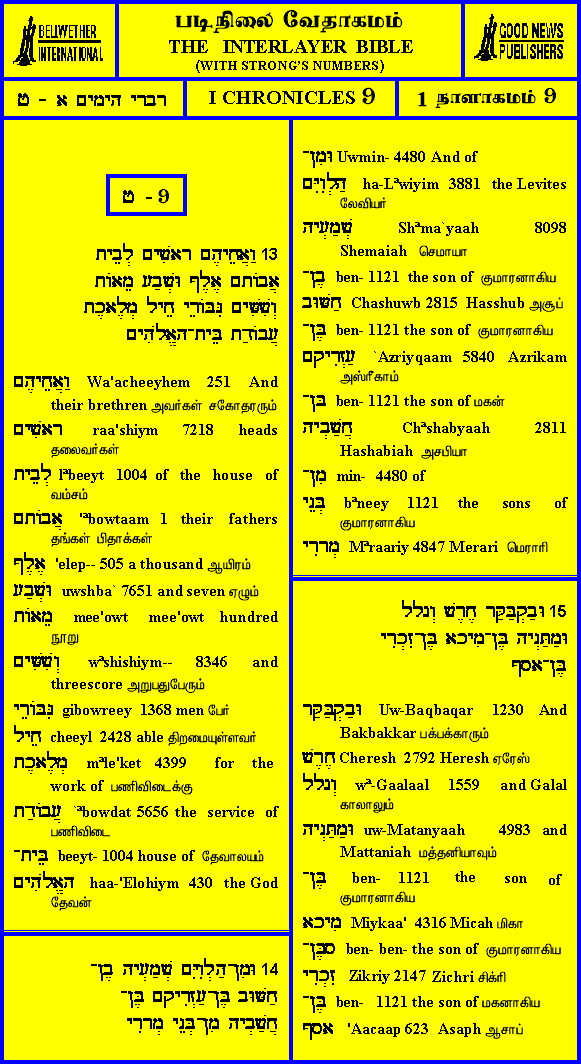 BELLWETHER
INTERNATIONAL
படிநிலை வேதாகமம்
THE INTERLAYER BIBLE
(WITH STRONG'S NUMBERS)
GOOD NEWS
PUBLISHERS
דברי הימים א - ט
I CHRONICLES 9
1 நாளாகமம் 9
ט - 9
13 וַאֲחֵיהֶם רָאשִׁים לְבֵית
אֲבוֹתָם אֶלֶף וּשְׁבַע מֵאוֹת
וְשִׁשִּׁים גִּבּוֹרֵי חֵיל מְלֶאכֶת
עֲבוֹדַת בֵּית־הָאֱלֹהִים
וַאֲחֵיהֶם Wa'acheeyhem 251 And
their brethren அவர்கள் சகோதரரும்
רָאשִׁים raa'shiym 7218 heads
தலைவர்கள்
לְבֵית lªbeeyt 1004 of the house of
வம்சம்
אֲבוֹתָם 'ªbowtaam 1 their fathers
தங்கள் பிதாக்கள்
אֶלֶף 'elep-- 505 a thousand ஆயிரம்
וּשְׁבַע uwshba` 7651 and seven ஏழும்
מֵאוֹת mee'owt mee'owt hundred
நூறு
וְשִׁשִּׁים wªshishiym-- 8346 and
threescore அறுபதுபேரும்
גִּבּוֹרֵי gibowreey 1368 men பேர்
חֵיל cheeyl 2428 able திறமையுள்ளவர்
מְלֶאכֶת mªle'ket 4399 for the
work of பணிவிடைக்கு
עֲבוֹדַת `ªbowdat 5656 the service of
பணிவிடை
בֵּית־ beeyt- 1004 house of தேவாலயம்
הָאֱלֹהִים haa-'Elohiym 430 the God
தேவன்
14 וּמִן־הַלְוִיִּם שְׁמַעְיָה בֶן־
חַשּׁוּב בֶּן־עַזְרִיקָם בֶּן־
חֲשַׁבְיָה מִן־בְּנֵי מְרָרִי
וּמִן־ Uwmin- 4480 And of
הַלְוִיִּם ha-Lªwiyim 3881 the Levites
லேவியர்
שְׁמַעְיָה Shªma`yaah 8098
Shemaiah செமாயா
בֶן־ ben- 1121 the son of குமாரனாகிய
חַשּׁוּב Chashuwb 2815 Hasshub அசூப்
בֶּן־ ben- 1121 the son of குமாரனாகிய
עַזְרִיקָם `Azriyqaam 5840 Azrikam
அஸ்ரீகாம்
בֶּן־ ben- 1121 the son of மகன்
חֲשַׁבְיָה Chªshabyaah 2811
Hashabiah அசபியா
מִן־ min- 4480 of
בְּנֵי bªneey 1121 the sons of
குமாரனாகிய
מְרָרִי Mªraariy 4847 Merari மெராரி
15 וּבַקְבַּקַּר חֶרֶשׁ וְגָלָל
וּמַתַּנְיָה בֶּן־מִיכָא בֶּן־זִכְרִי
בֶּן־אָסָף
וּבַקְבַּקַּר Uw-Baqbaqar 1230 And
Bakbakkar பக்பக்காரும்
חֶרֶשׁ Cheresh 2792 Heresh ஏரேஸ்
וְגָלָל wª-Gaalaal 1559 and Galal
காலாலும்
וּמַתַּנְיָה uw-Matanyaah 4983 and
Mattaniah மத்தனியாவும்
בֶּן־ ben- 1121 the son of
குமாரனாகிய
מִיכָא Miykaa' 4316 Micah மிகா
סבֶּן־ ben- ben- the son of குமாரனாகிய
זִכְרִי Zikriy 2147 Zichri சிக்ரி
בֶּן־ ben- 1121 the son of மகனாகிய
אָסָף 'Aacaap 623 Asaph ஆசாப்